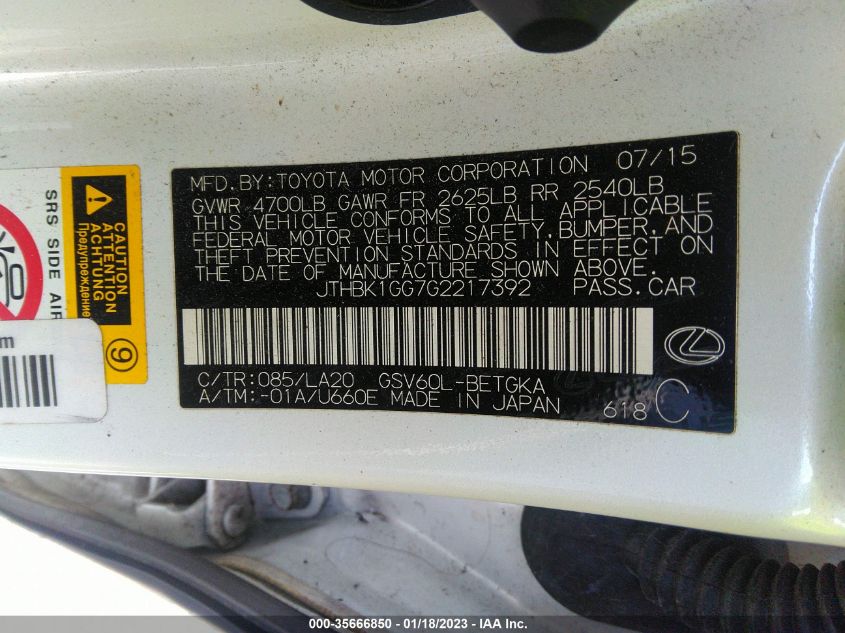 MFD.BY:TOYOTA MOTOR CORPORATION 07/15
GVWR 4700LB GAWR FR 2625LB RR 2540LB
THIS VEHICLE CONFORMS TO ALL APPLICABLE
FEDERAL MOTOR VEHICLE SAFETY,BUMPER,AND
THEFT PREVENTION STANDARDS IN EFFECT ON
THE DATE OF MANUFACTURE SHOWN ABOVE.
JTHBK1GG7G2217392 PASS.CAR
C/TR:085/LA20 GSV60L-BETGKA
A/TM:-01A/U660E MADE IN JAPAN 618 C
SRS SIDE AIR
CAUTION
ATTENTION
ACHTUNG
Предупреждение
9
m
000-35666850 - 01/18/2023 - IAA Inc.